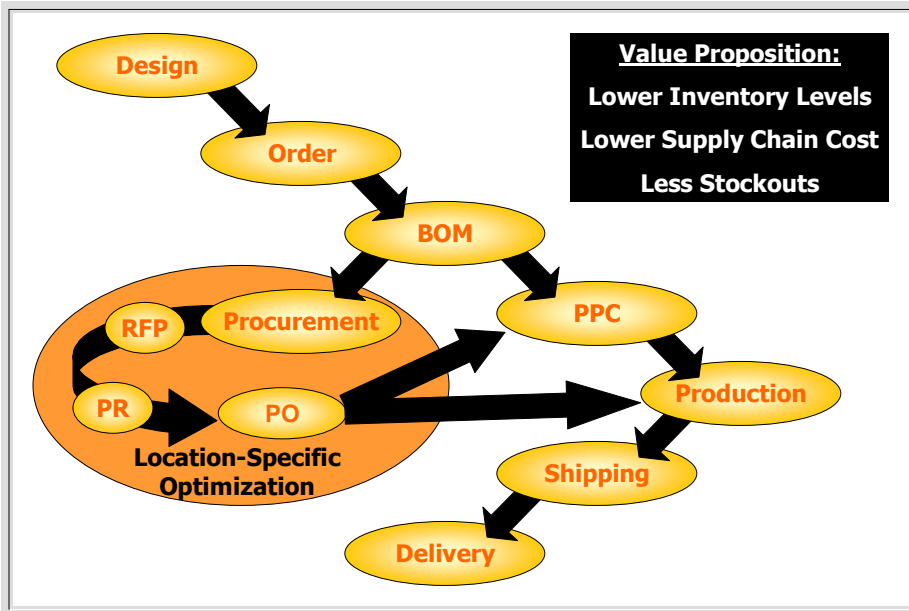 Design
Value Proposition:
Lower Inventory Levels
Lower Supply Chain Cost
Less Stockouts
Order
BOM
Procurement
RFP
PPC
PR
PO
Production
Location-Specific
Optimization
Shipping
Delivery